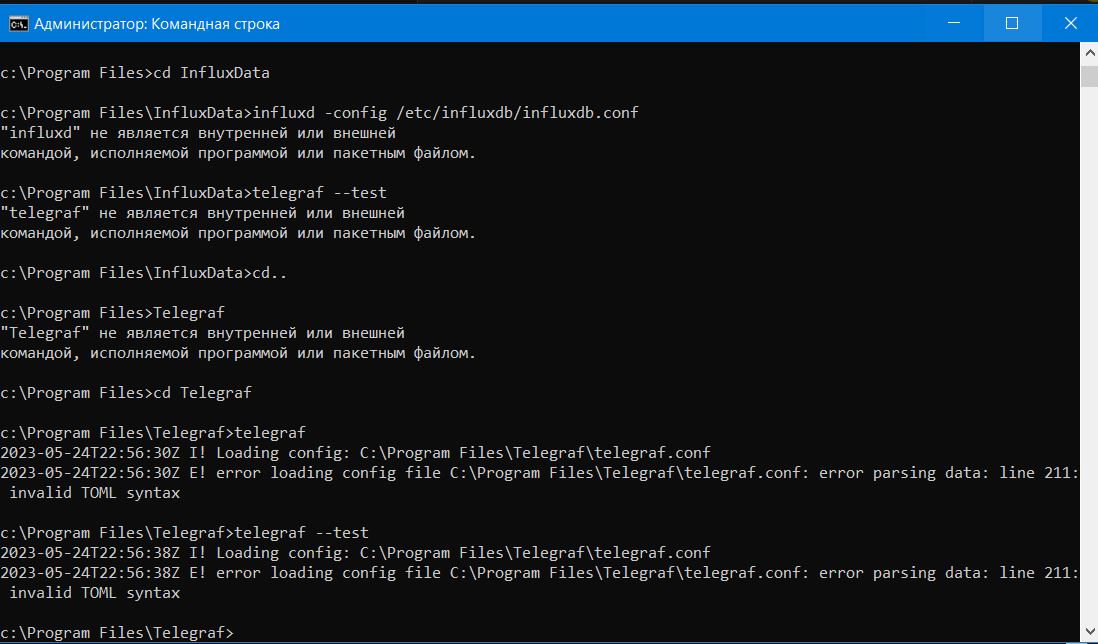 Администратор: Командная строка
c:\Program Files>cd InfluxData
c:\Program Files\InfluxData>influxd -config /etc/influxdb/influxdb.conf
"influxd" не является внутренней или внешней
командой, исполняемой программой или пакетным файлом.
c:\Program Files\InfluxData>telegraf --test
"telegraf" не является внутренней или внешней
командой, исполняемой программой или пакетным файлом.
c:\Program Files\InfluxData>cd..
c:\Program Files>Telegraf
"Telegraf" не является внутренней или внешней
командой, исполняемой программой или пакетным файлом.
c:\Program Files>cd Telegraf
c:\Program Files\Telegraf>telegraf
2023-05-24T22:56:30Z I! Loading config: C:\Program Files\Telegraf\telegraf.conf
2023-05-24T22:56:30Z E! error loading config file C:\Program Files\Telegraf\telegraf.conf: error parsing data: line 211:
 invalid TOML syntax
c:\Program Files\Telegraf>telegraf --test
2023-05-24T22:56:38Z I! Loading config: C:\Program Files\Telegraf\telegraf.conf
2023-05-24T22:56:38Z E! error loading config file C:\Program Files\Telegraf\telegraf.conf: error parsing data: line 211:
 invalid TOML syntax
c:\Program Files\Telegraf>